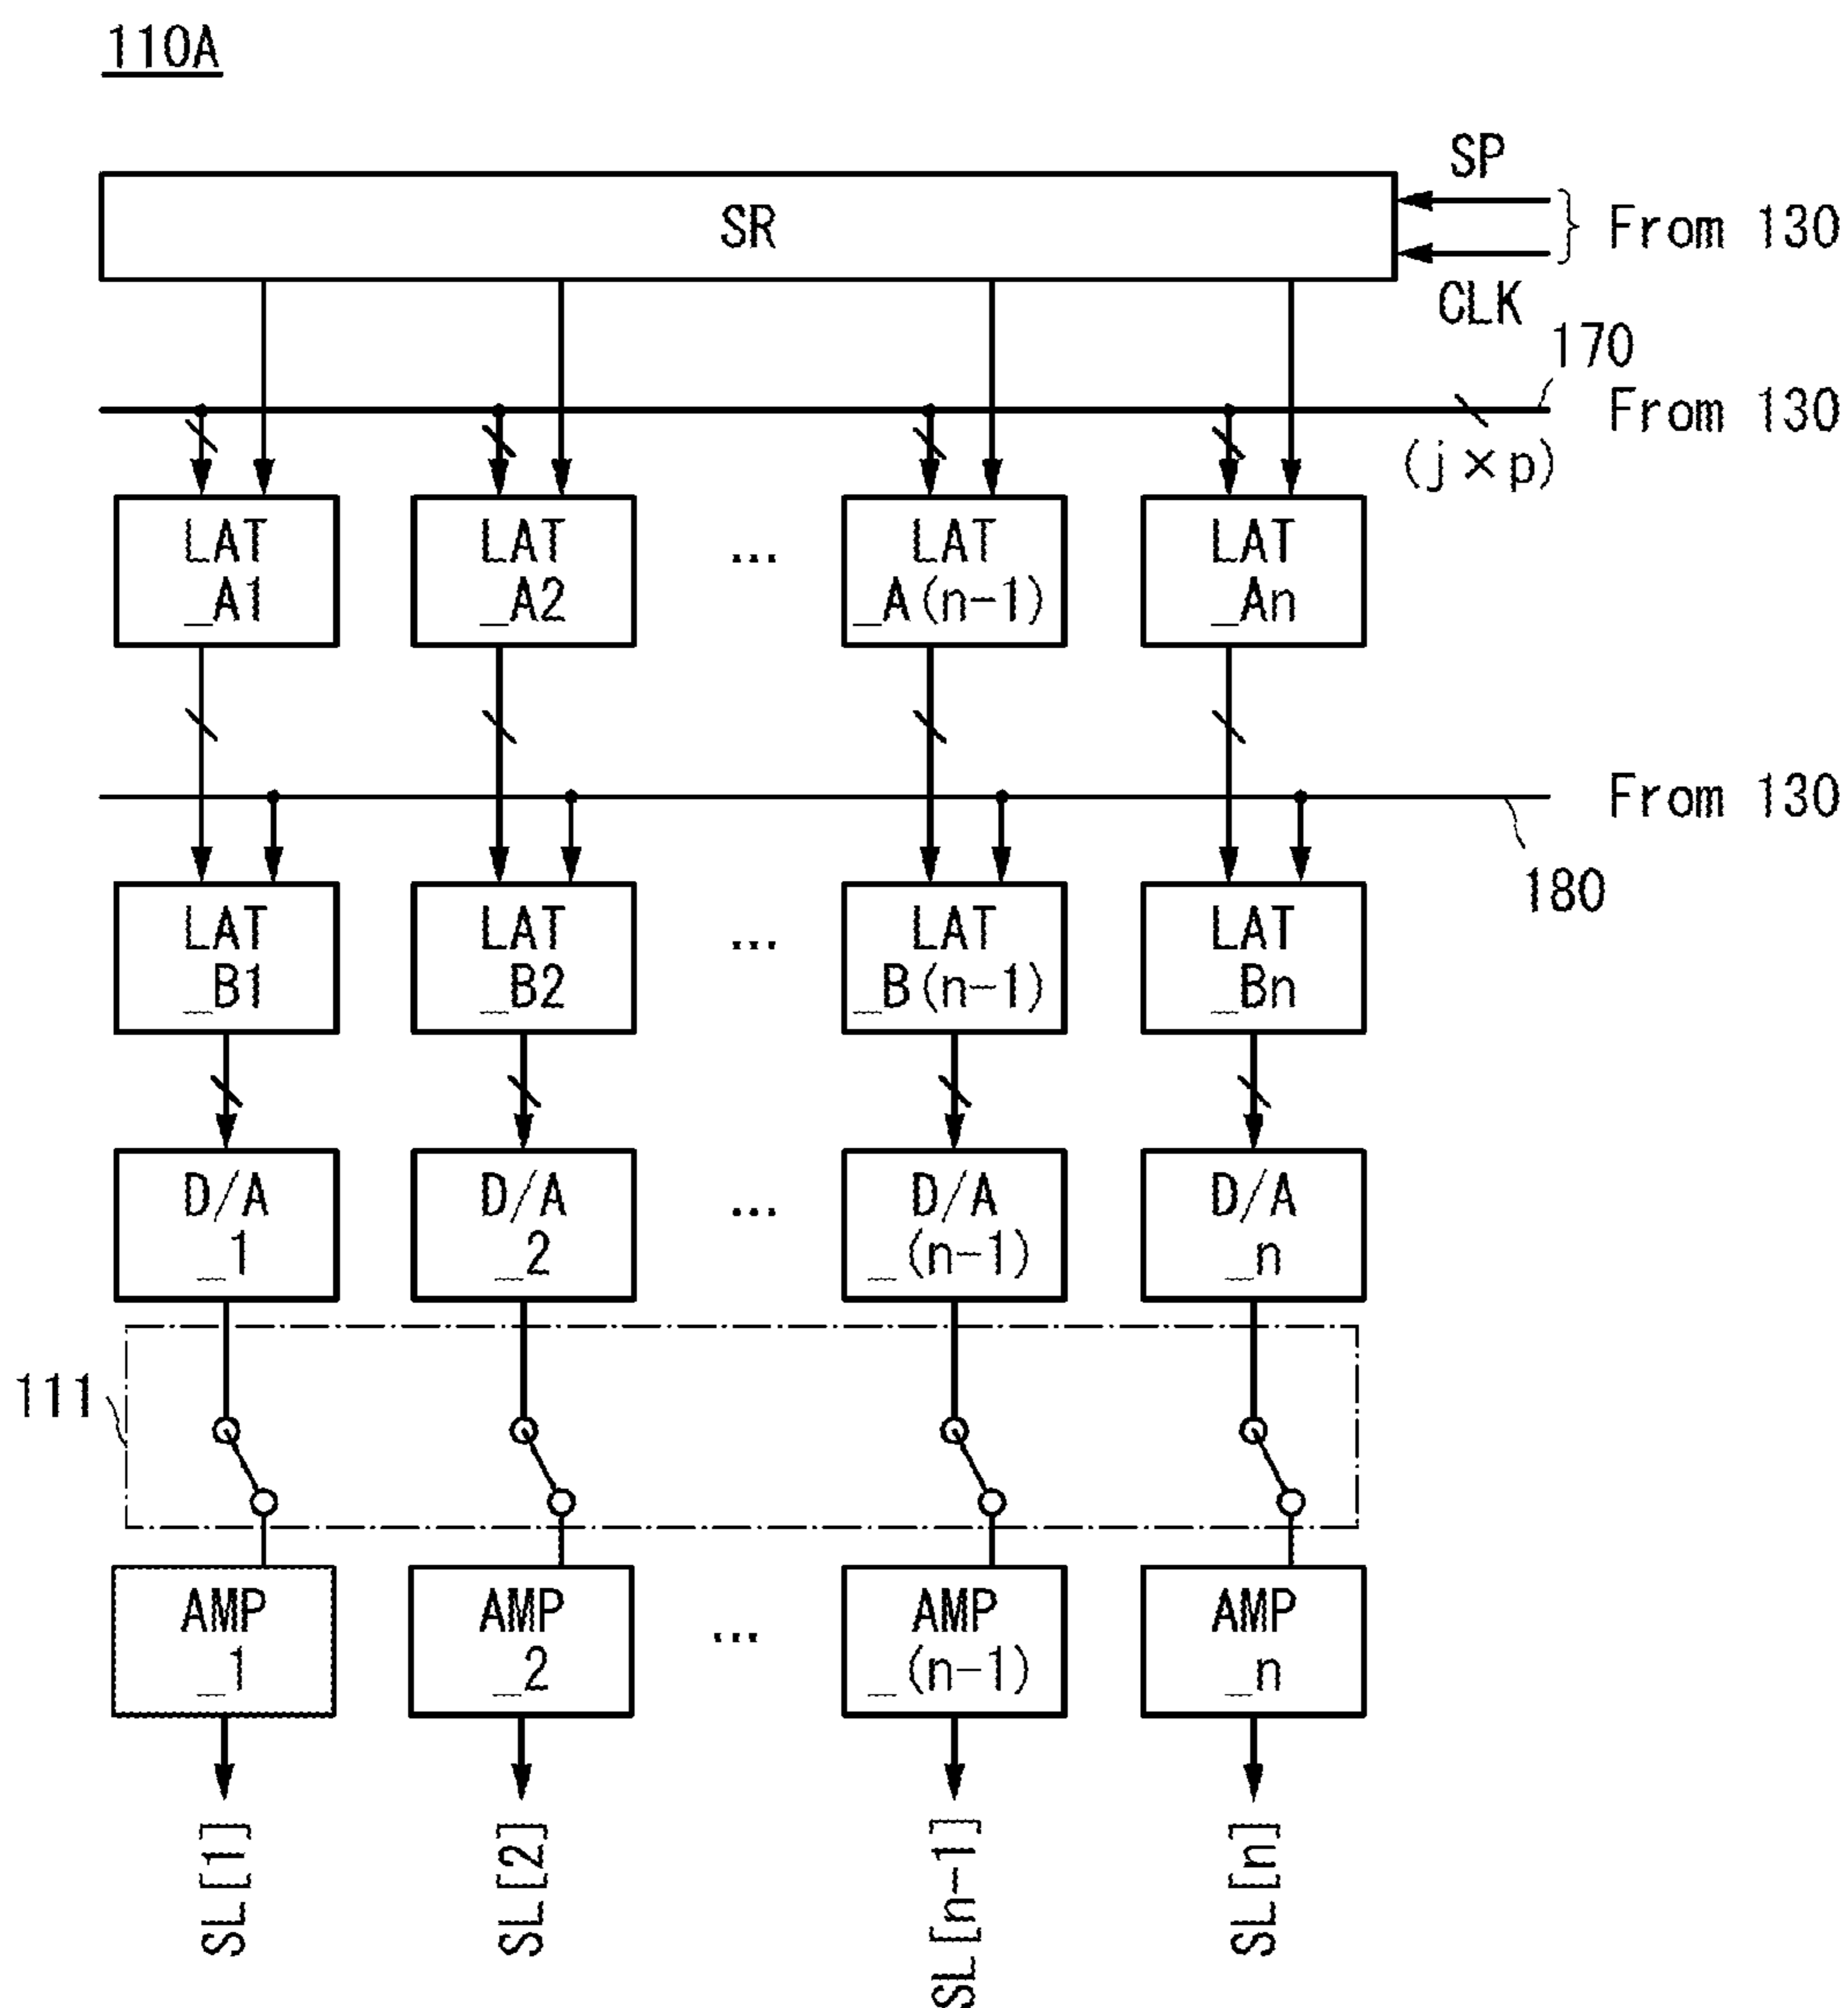 110A
SP
SR
From 130
CLK
170
From 130
(j×p)
LAT
_A1
LAT
_A2
...
LAT
_A(n-1)
LAT
_An
From 130
180
LAT
_B1
LAT
_B2
...
LAT
_B(n-1)
LAT
_Bn
D/A
_1
D/A
_2
...
D/A
_(n-1)
D/A
_n
111
AMP
_1
AMP
_2
...
AMP
_(n-1)
AMP
_n
SL[1]
SL[2]
SL[n-1]
SL[n]